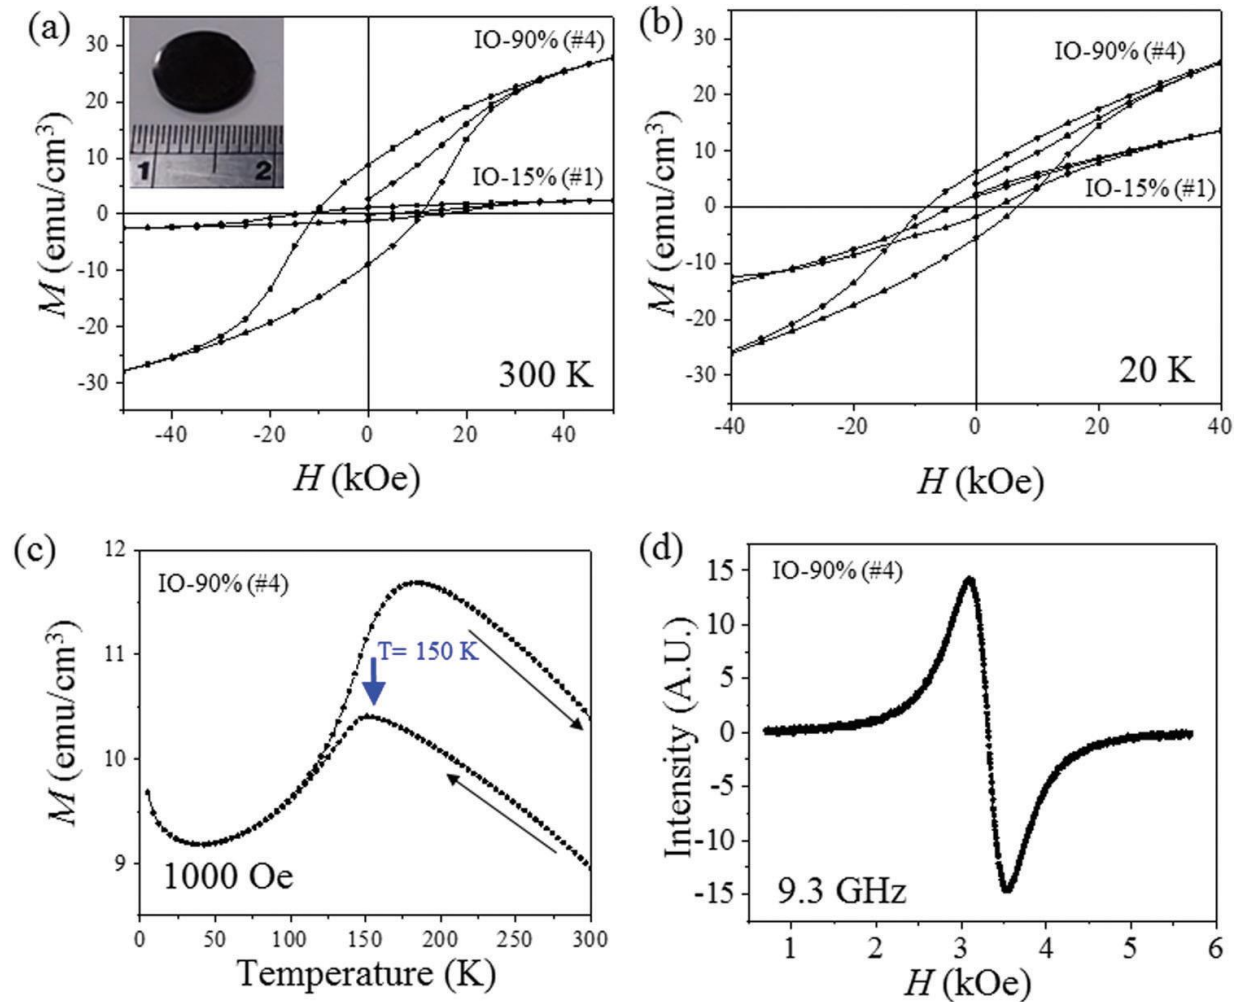 (a)
IO-90% (#4)
IO-15% (#1)
1 2
30
20
10
0
-10
-20
-30
M (emu/cm³)
300 K
-40 -20 0 20 40
H (kOe)
(b)
IO-90% (#4)
IO-15% (#1)
30
20
10
0
-10
-20
-30
M (emu/cm³)
20 K
-40 -20 0 20 40
H (kOe)
(c)
IO-90% (#4)
T= 150 K
12
11
10
9
M (emu/cm³)
1000 Oe
0 50 100 150 200 250 300
Temperature (K)
(d)
IO-90% (#4)
15
10
5
0
-5
-10
-15
Intensity (A.U.)
9.3 GHz
1 2 3 4 5 6
H (kOe)